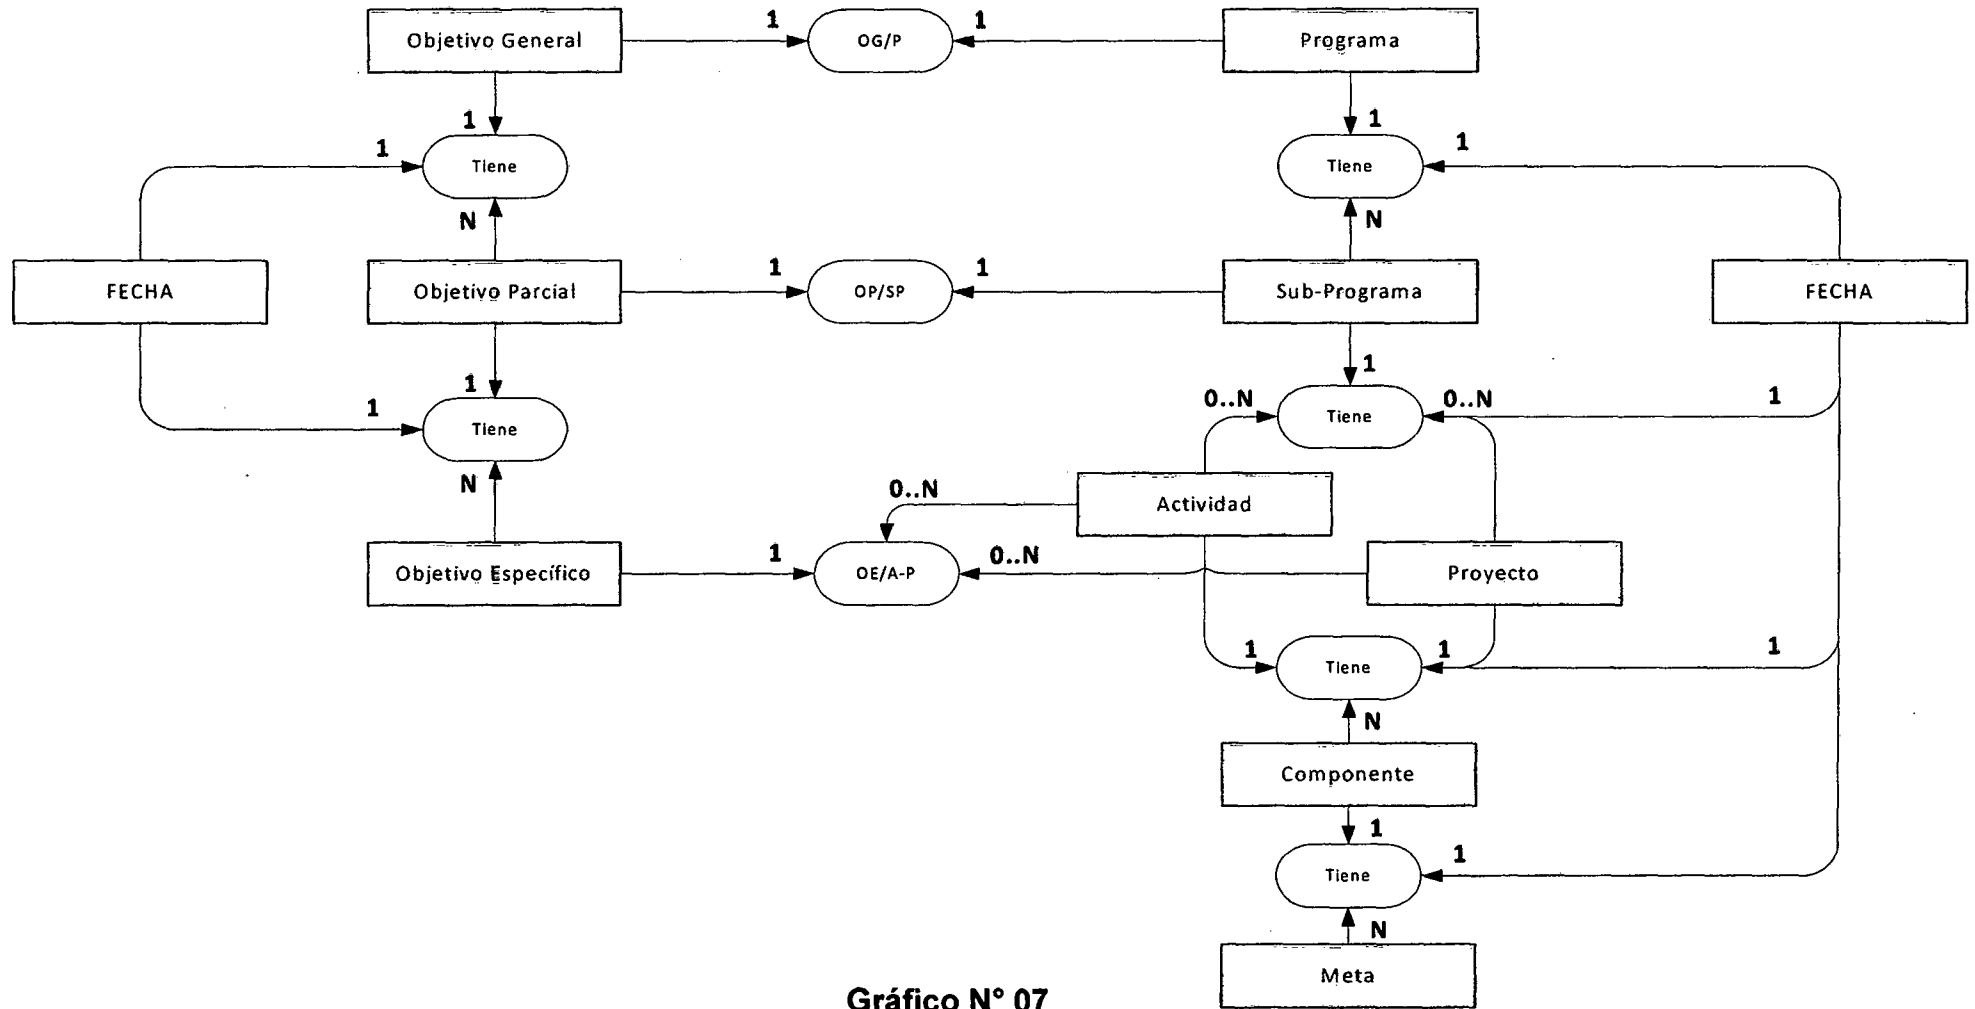 Objetivo General 1 OG/P 1 Programa
1 1
1 Tiene Tiene 1
N N
FECHA Objetivo Parcial 1 OP/SP 1 Sub-Programa FECHA
1 1
1 Tiene 0..N Tiene 0..N 1
N
0..N Actividad
Objetivo Específico 1 OE/A-P 0..N Proyecto
1 Tiene 1 1
N
Componente
1
Tiene 1
N
Meta
Gráfico N° 07